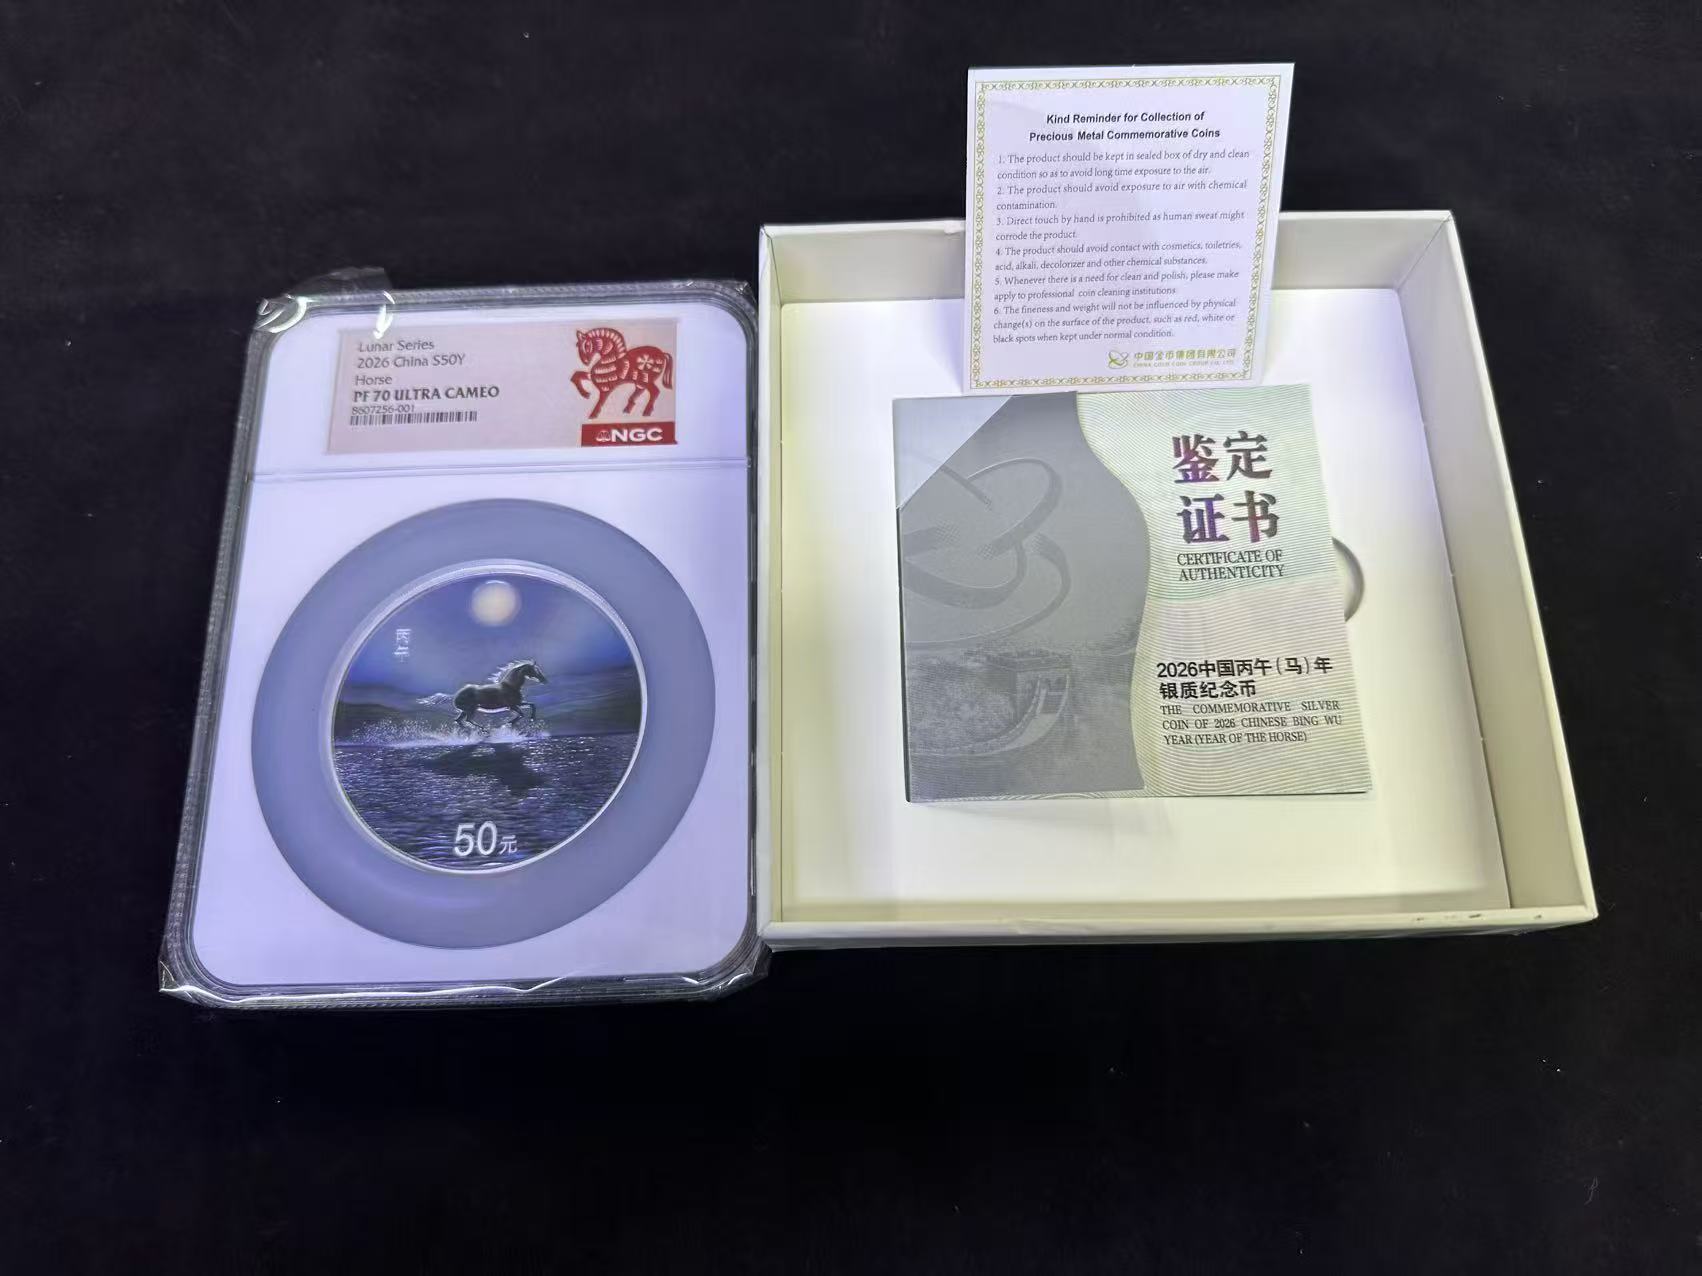 Lunar Series
2026 China S50Y
Horse
PF 70 ULTRA CAMEO
8607256-001
NGC
丙午
50元
Kind Reminder for Collection of
Precious Metal Commemorative Coins
1. The product should be kept in sealed box of dry and clean
condition so as to avoid long time exposure to the air.
2. The product should avoid exposure to air with chemical
contamination.
3. Direct touch by hand is prohibited as human sweat might
corrode the product.
4. The product should avoid contact with cosmetics, toiletries,
acid, alkali, decolorizer and other chemical substances.
5. Whenever there is a need for clean and polish, please make
apply to professional coin cleaning institutions
6. The fineness and weight will not be influenced by physical
change(s) on the surface of the product, such as red, white or
black spots when kept under normal condition.
中国金币集团有限公司
CHINA GOLD COIN GROUP CO., LTD.
鉴定
证书
CERTIFICATE OF
AUTHENTICITY
2026中国丙午(马)年
银质纪念币
THE COMMEMORATIVE SILVER
COIN OF 2026 CHINESE BING WU
YEAR (YEAR OF THE HORSE)